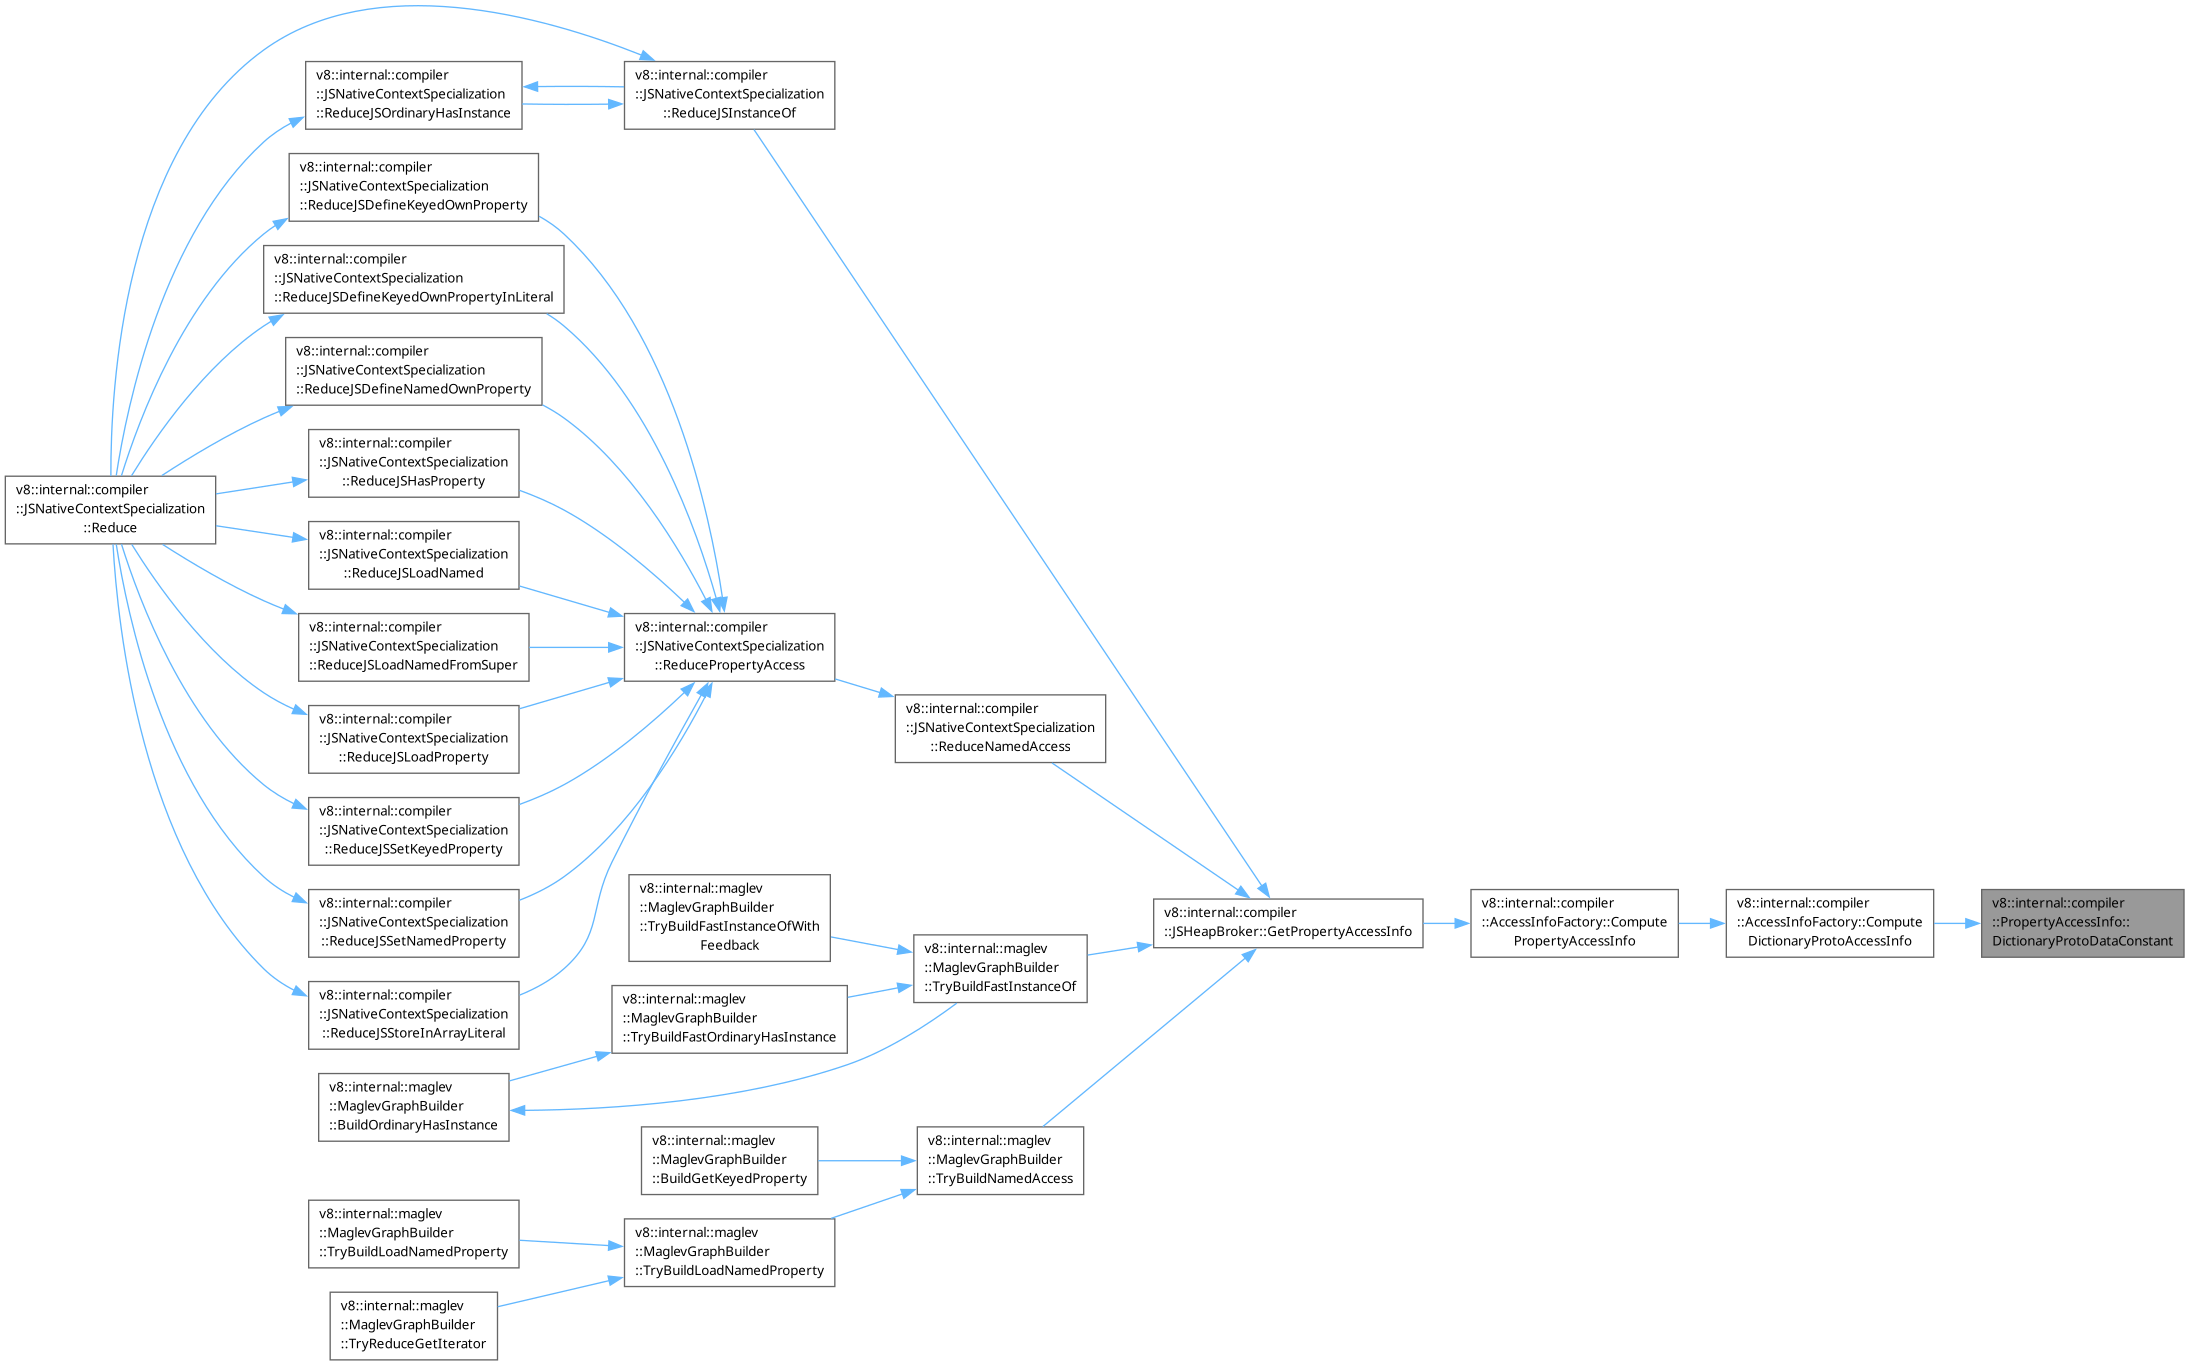 v8::internal::compiler
::JSNativeContextSpecialization
::Reduce
v8::internal::compiler
::JSNativeContextSpecialization
::ReduceJSOrdinaryHasInstance
v8::internal::compiler
::JSNativeContextSpecialization
::ReduceJSDefineKeyedOwnProperty
v8::internal::compiler
::JSNativeContextSpecialization
::ReduceJSDefineKeyedOwnPropertyInLiteral
v8::internal::compiler
::JSNativeContextSpecialization
::ReduceJSDefineNamedOwnProperty
v8::internal::compiler
::JSNativeContextSpecialization
::ReduceJSHasProperty
v8::internal::compiler
::JSNativeContextSpecialization
::ReduceJSLoadNamed
v8::internal::compiler
::JSNativeContextSpecialization
::ReduceJSLoadNamedFromSuper
v8::internal::compiler
::JSNativeContextSpecialization
::ReduceJSLoadProperty
v8::internal::compiler
::JSNativeContextSpecialization
::ReduceJSSetKeyedProperty
v8::internal::compiler
::JSNativeContextSpecialization
::ReduceJSSetNamedProperty
v8::internal::compiler
::JSNativeContextSpecialization
::ReduceJSStoreInArrayLiteral
v8::internal::maglev
::MaglevGraphBuilder
::BuildOrdinaryHasInstance
v8::internal::maglev
::MaglevGraphBuilder
::TryBuildLoadNamedProperty
v8::internal::maglev
::MaglevGraphBuilder
::TryReduceGetIterator
v8::internal::compiler
::JSNativeContextSpecialization
::ReduceJSInstanceOf
v8::internal::compiler
::JSNativeContextSpecialization
::ReducePropertyAccess
v8::internal::maglev
::MaglevGraphBuilder
::TryBuildFastInstanceOfWith
Feedback
v8::internal::maglev
::MaglevGraphBuilder
::TryBuildFastOrdinaryHasInstance
v8::internal::maglev
::MaglevGraphBuilder
::BuildGetKeyedProperty
v8::internal::maglev
::MaglevGraphBuilder
::TryBuildLoadNamedProperty
v8::internal::compiler
::JSNativeContextSpecialization
::ReduceNamedAccess
v8::internal::maglev
::MaglevGraphBuilder
::TryBuildFastInstanceOf
v8::internal::maglev
::MaglevGraphBuilder
::TryBuildNamedAccess
v8::internal::compiler
::JSHeapBroker::GetPropertyAccessInfo
v8::internal::compiler
::AccessInfoFactory::Compute
PropertyAccessInfo
v8::internal::compiler
::AccessInfoFactory::Compute
DictionaryProtoAccessInfo
v8::internal::compiler
::PropertyAccessInfo::
DictionaryProtoDataConstant